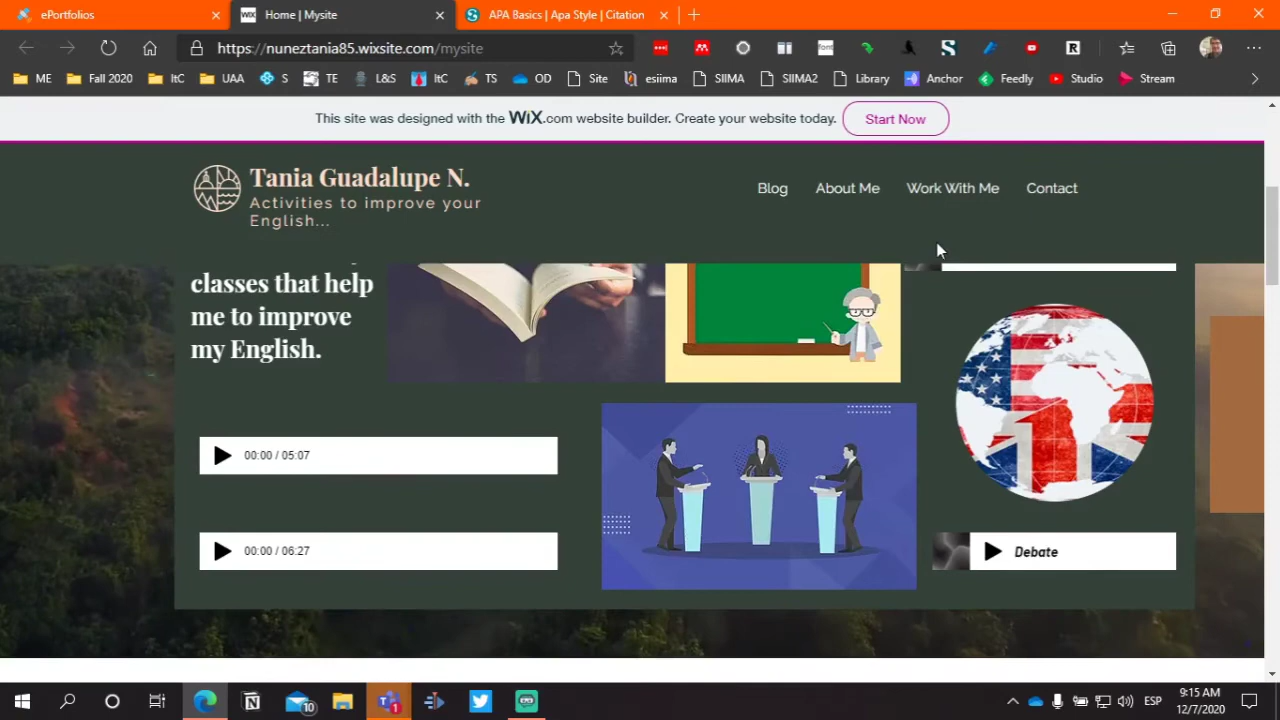 ePortfolios
WIX
Home | Mysite
S
APA Basics | Apa Style | Citation
https://nuneztania85.wixsite.com/mysite
font
S
R
ME
Fall 2020
ItC
UAA
S
TE
L&S
ItC
TS
OD
Site
esiima
SIIMA
SIIMA2
Library
Anchor
Feedly
Studio
Stream
This site was designed with the WiX.com website builder. Create your website today.
Start Now
Tania Guadalupe N.
Activities to improve your
English...
Blog
About Me
Work With Me
Contact
classes that help
me to improve
my English.
00:00 / 05:07
00:00 / 06:27
Debate
10
1
ESP
9:15 AM
12/7/2020